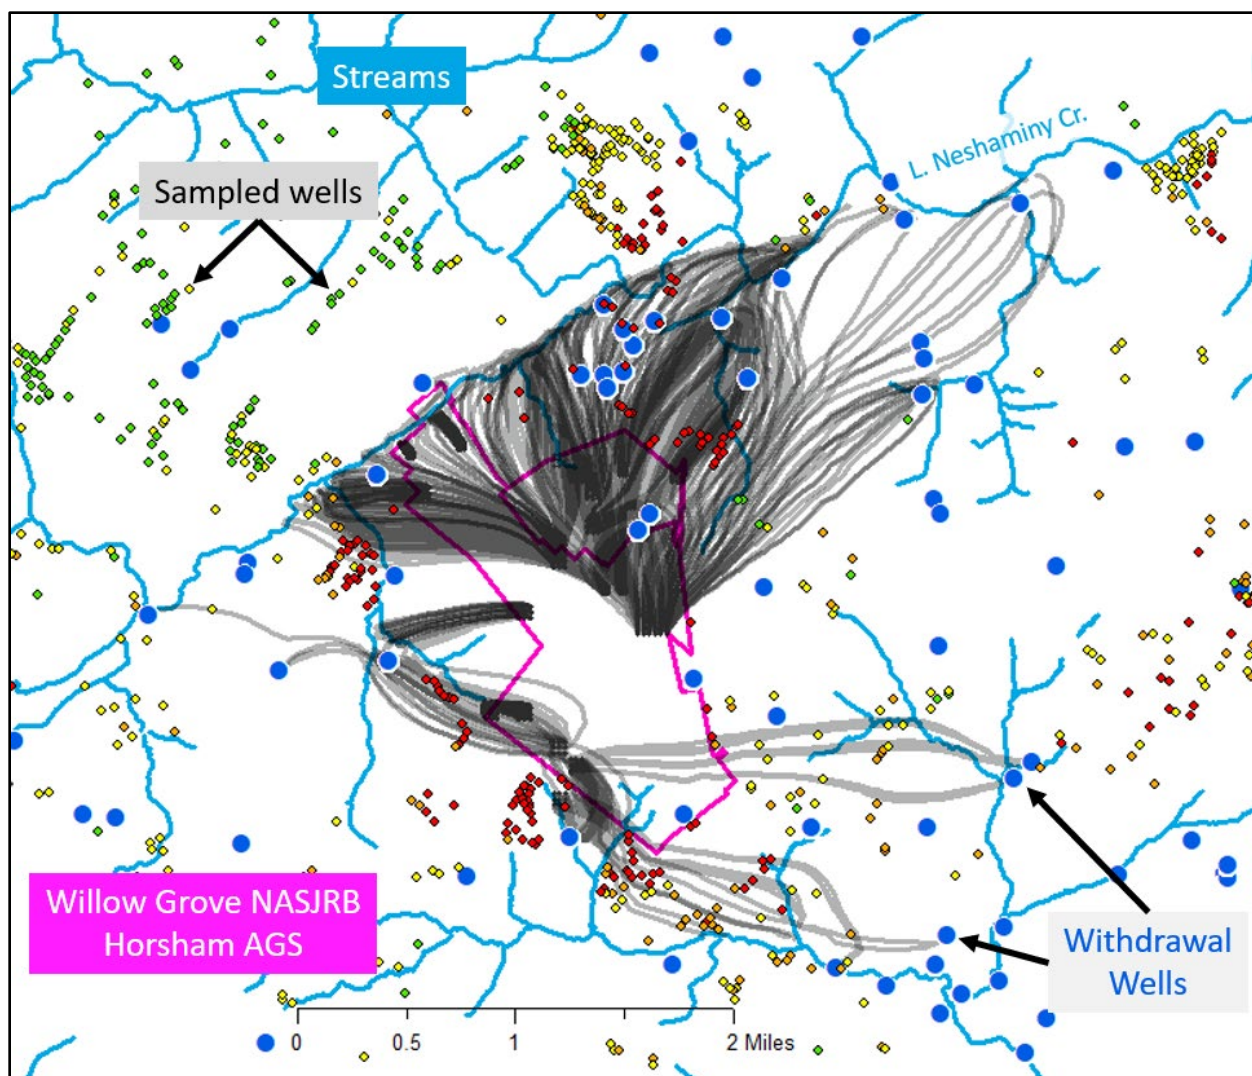 Streams
L. Neshaminy Cr.
Sampled wells
Willow Grove NASJRB
Horsham AGS
Withdrawal
Wells
0 0.5 1 2 Miles